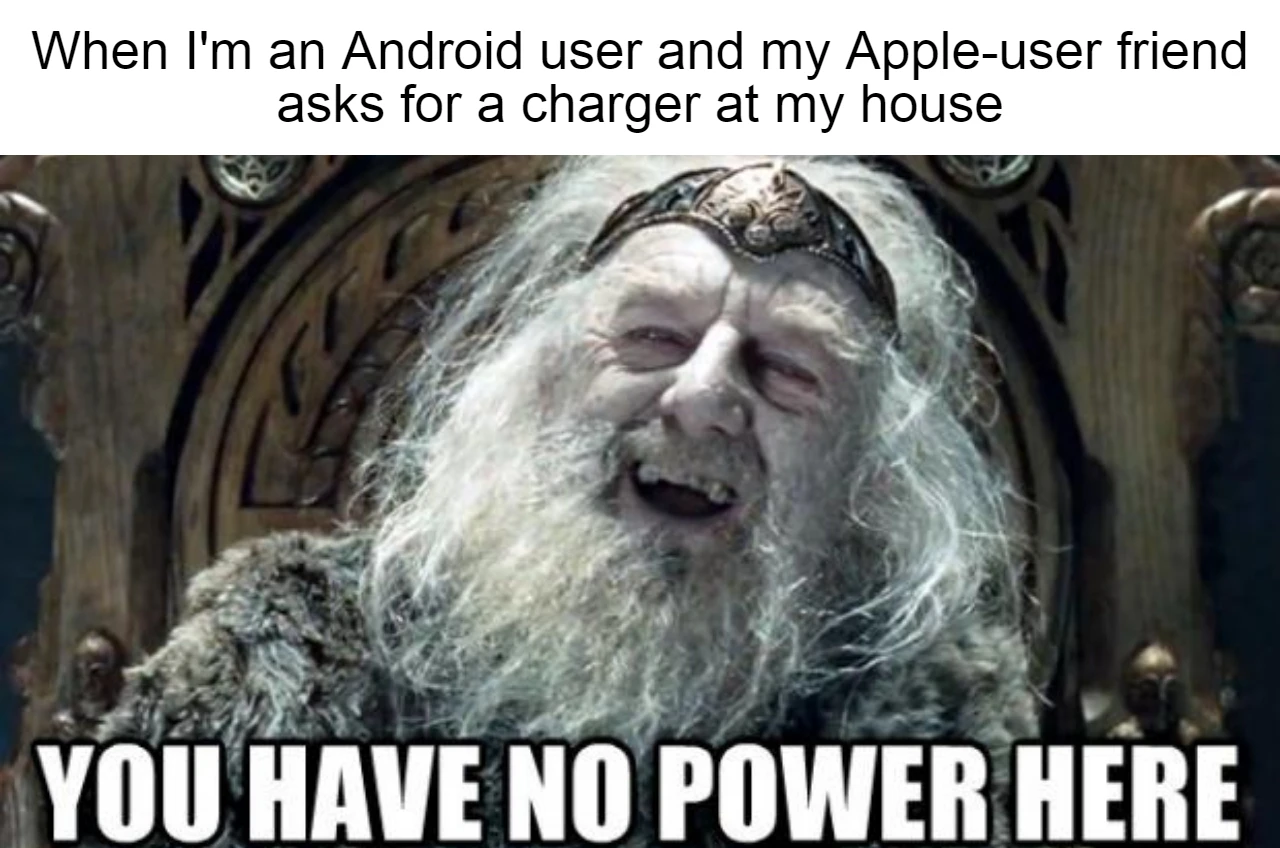 When I'm an Android user and my Apple-user friend
asks for a charger at my house
YOU HAVE NO POWER HERE